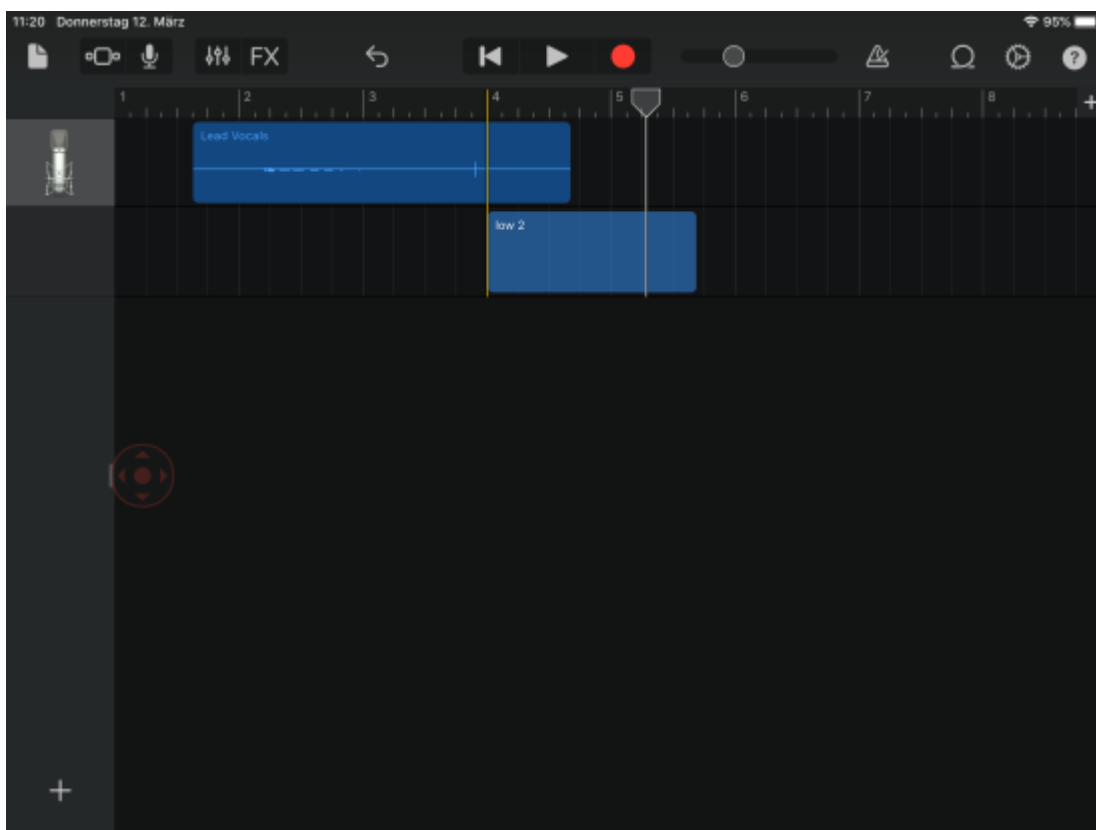 11:20 Donnerstag 12. März
95%
FX
?
1 2 3 4 5 6 7 8
Lead Vocals
low 2